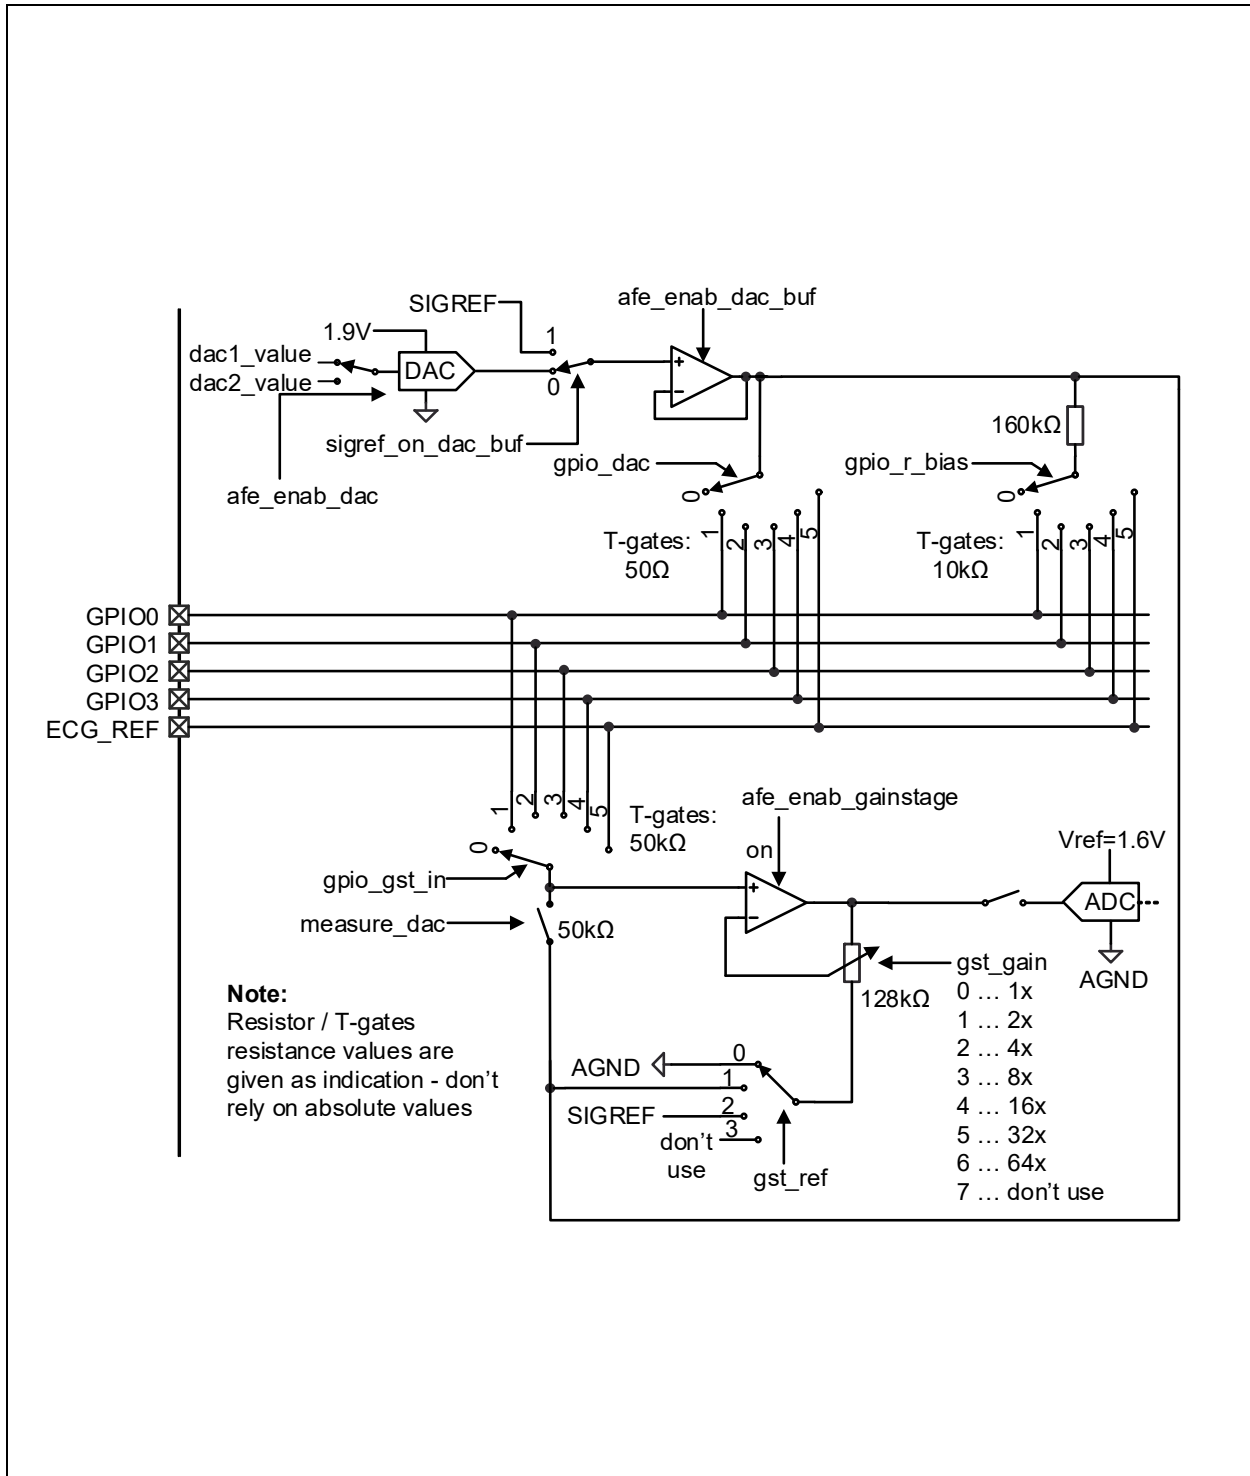 SIGREF
afe_enab_dac_buf
1.9V
1
dac1_value
dac2_value
DAC
0
sigref_on_dac_buf
afe_enab_dac
160kΩ
gpio_dac
gpio_r_bias
0
0
T-gates:
50Ω
1
2
3
4
5
T-gates:
10kΩ
1
2
3
4
5
GPIO0
GPIO1
GPIO2
GPIO3
ECG_REF
1
2
3
4
5
T-gates:
50kΩ
0
gpio_gst_in
measure_dac
50kΩ
afe_enab_gainstage
on
Vref=1.6V
ADC
AGND
128kΩ
gst_gain
0 ... 1x
1 ... 2x
2 ... 4x
3 ... 8x
4 ... 16x
5 ... 32x
6 ... 64x
7 ... don't use
Note:
Resistor / T-gates
resistance values are
given as indication - don't
rely on absolute values
AGND
0
1
SIGREF
2
don't
use
3
gst_ref
+
−
+
−